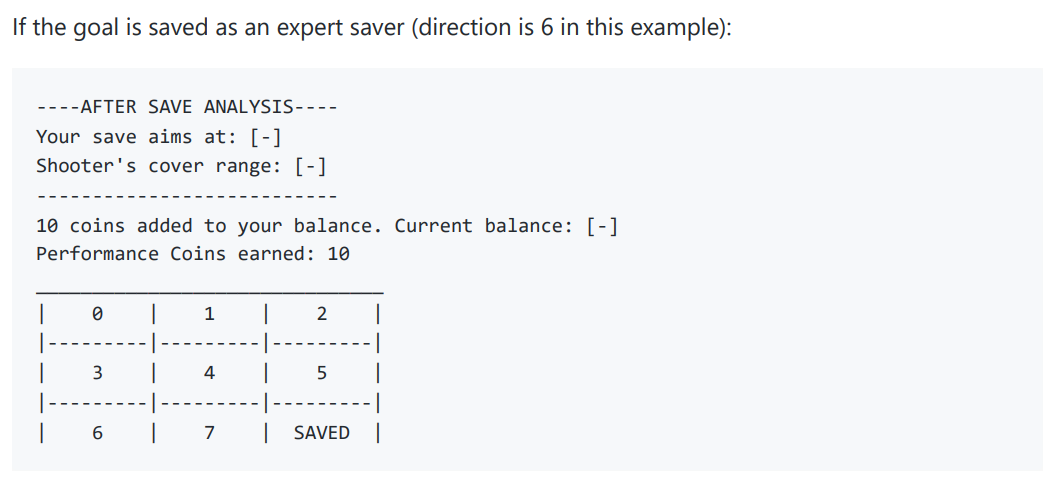 If the goal is saved as an expert saver (direction is 6 in this example):
----AFTER SAVE ANALYSIS----
Your save aims at: [-]
Shooter's cover range: [-]
---------------------------
10 coins added to your balance. Current balance: [-]
Performance Coins earned: 10
_______________________________
|    0    |    1    |    2    |
|---------|---------|---------|
|    3    |    4    |    5    |
|---------|---------|---------|
|    6    |    7    |  SAVED  |